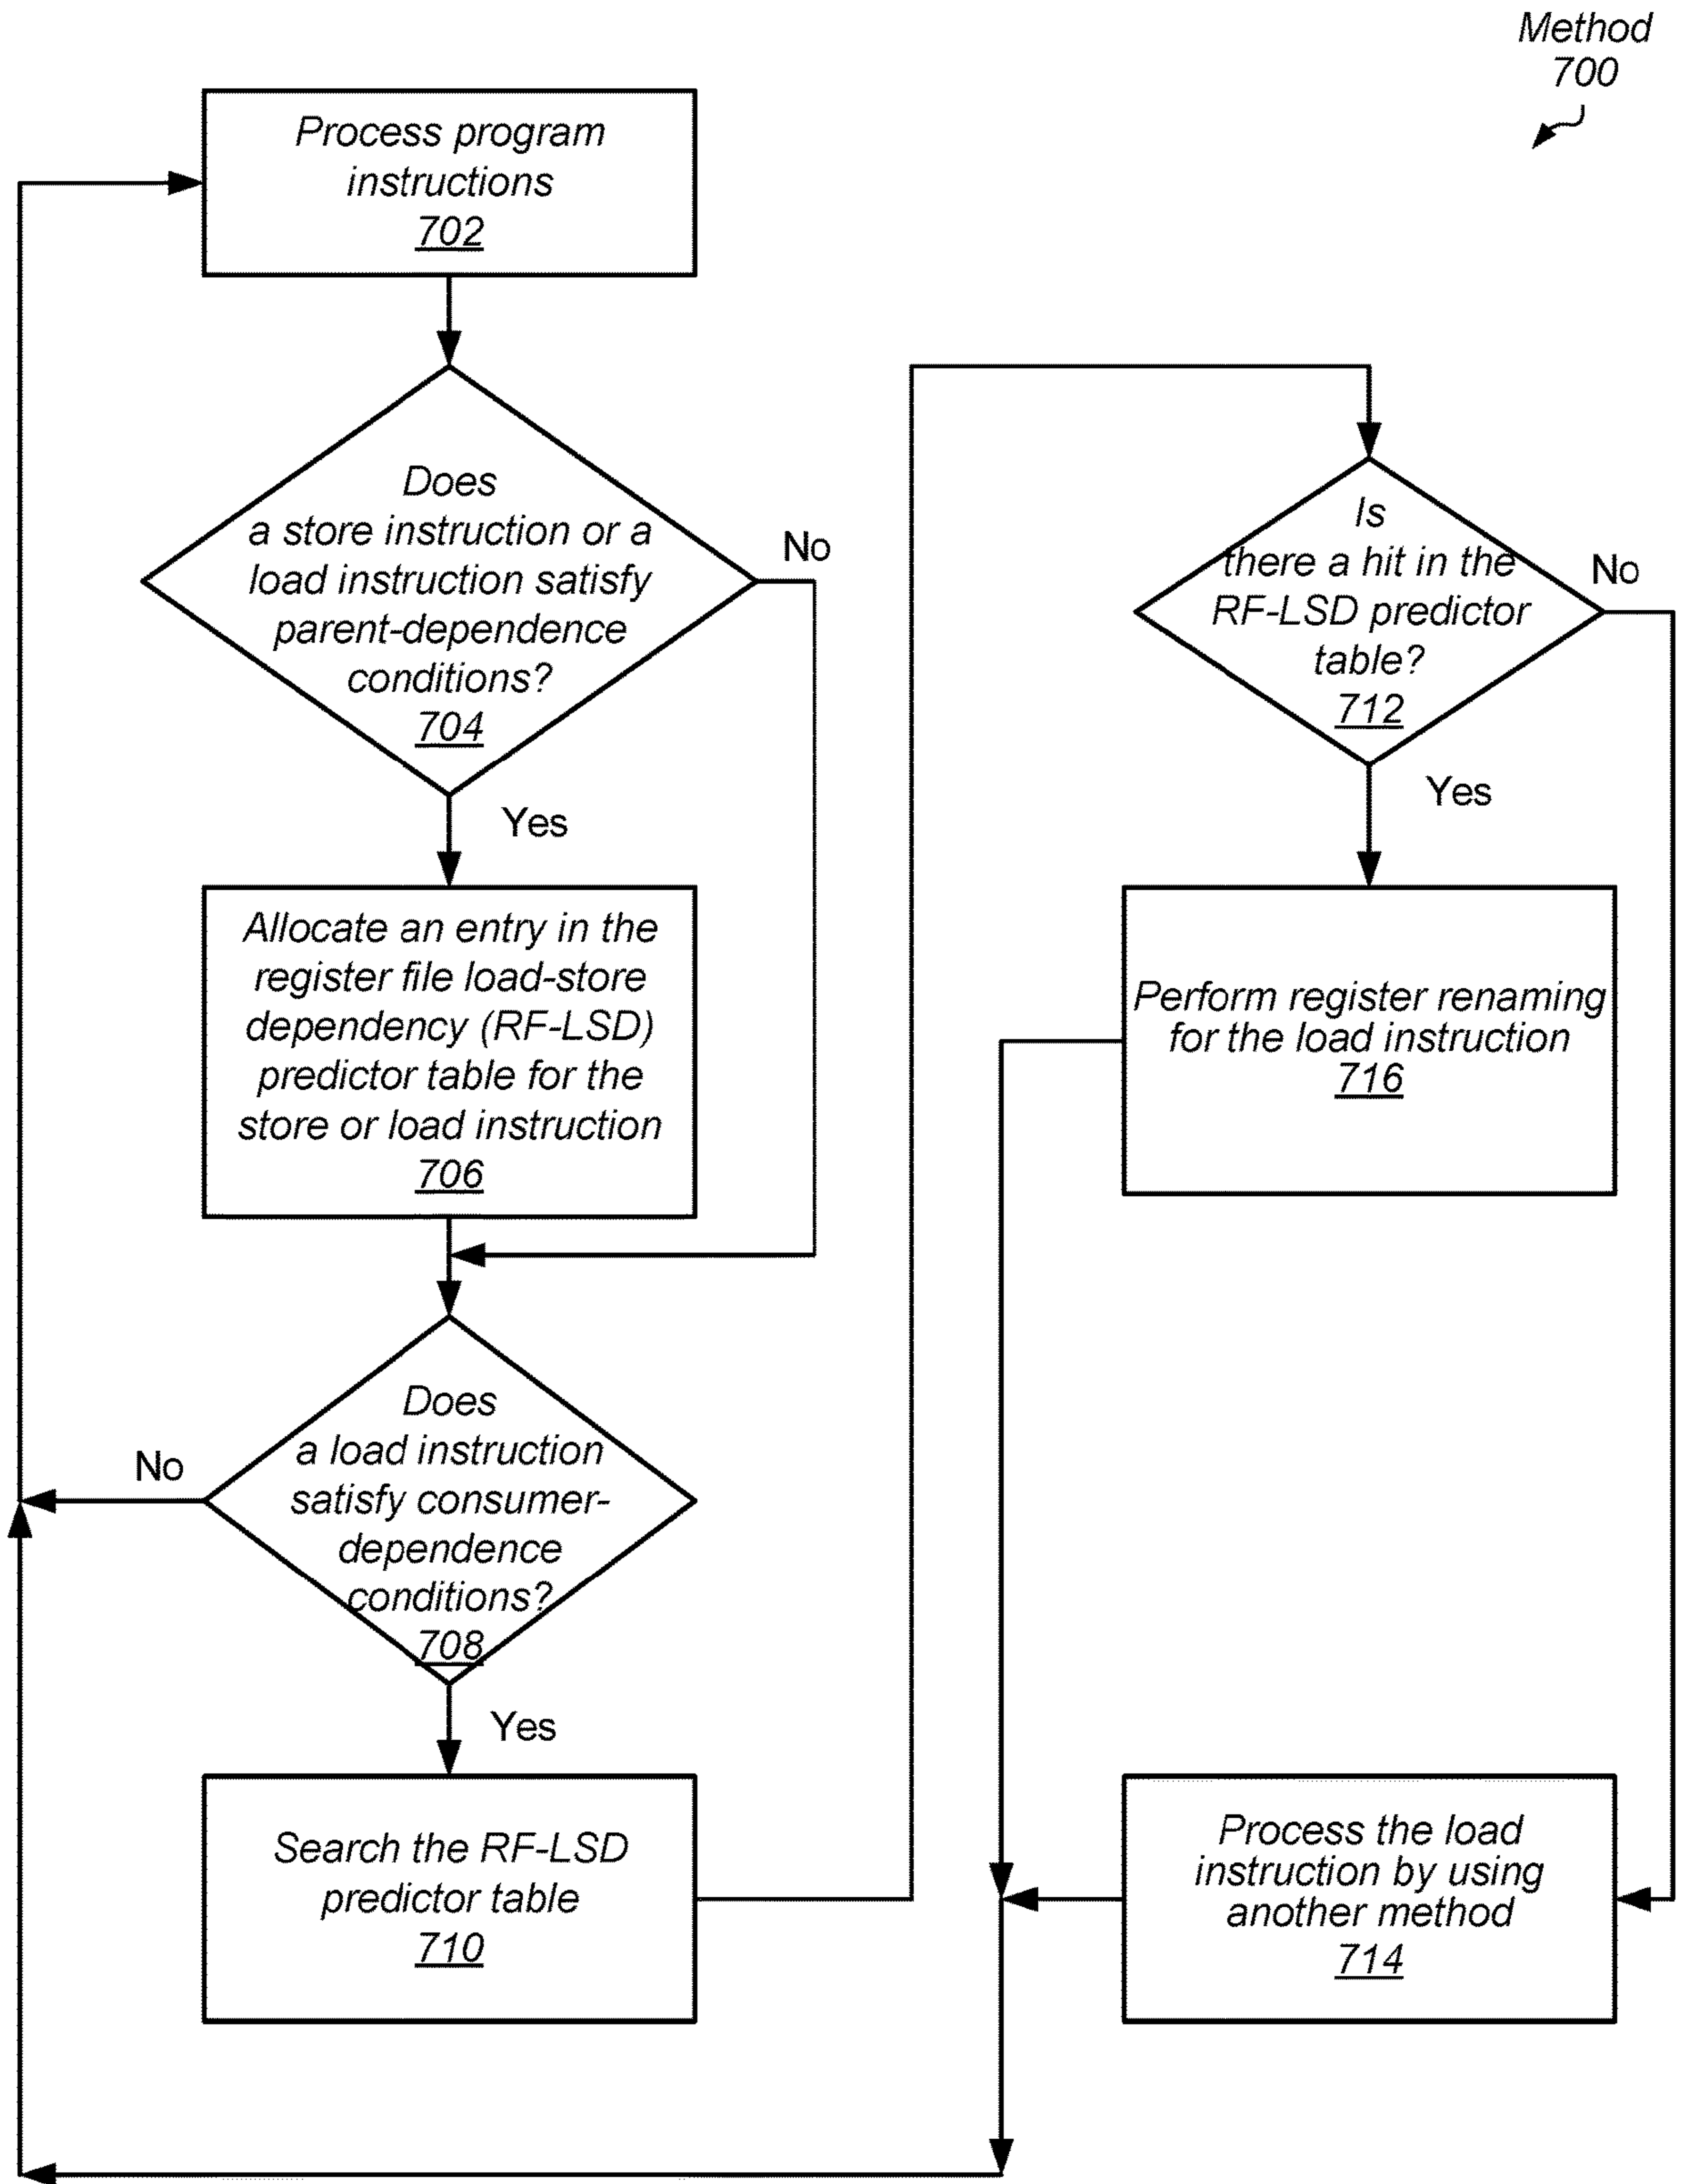 Method
700
Process program
instructions
702
Does
a store instruction or a
load instruction satisfy
parent-dependence
conditions?
704
No
Yes
Allocate an entry in the
register file load-store
dependency (RF-LSD)
predictor table for the
store or load instruction
706
Does
a load instruction
satisfy consumer-
dependence
conditions?
708
No
Yes
Search the RF-LSD
predictor table
710
Is
there a hit in the
RF-LSD predictor
table?
712
No
Yes
Perform register renaming
for the load instruction
716
Process the load
instruction by using
another method
714